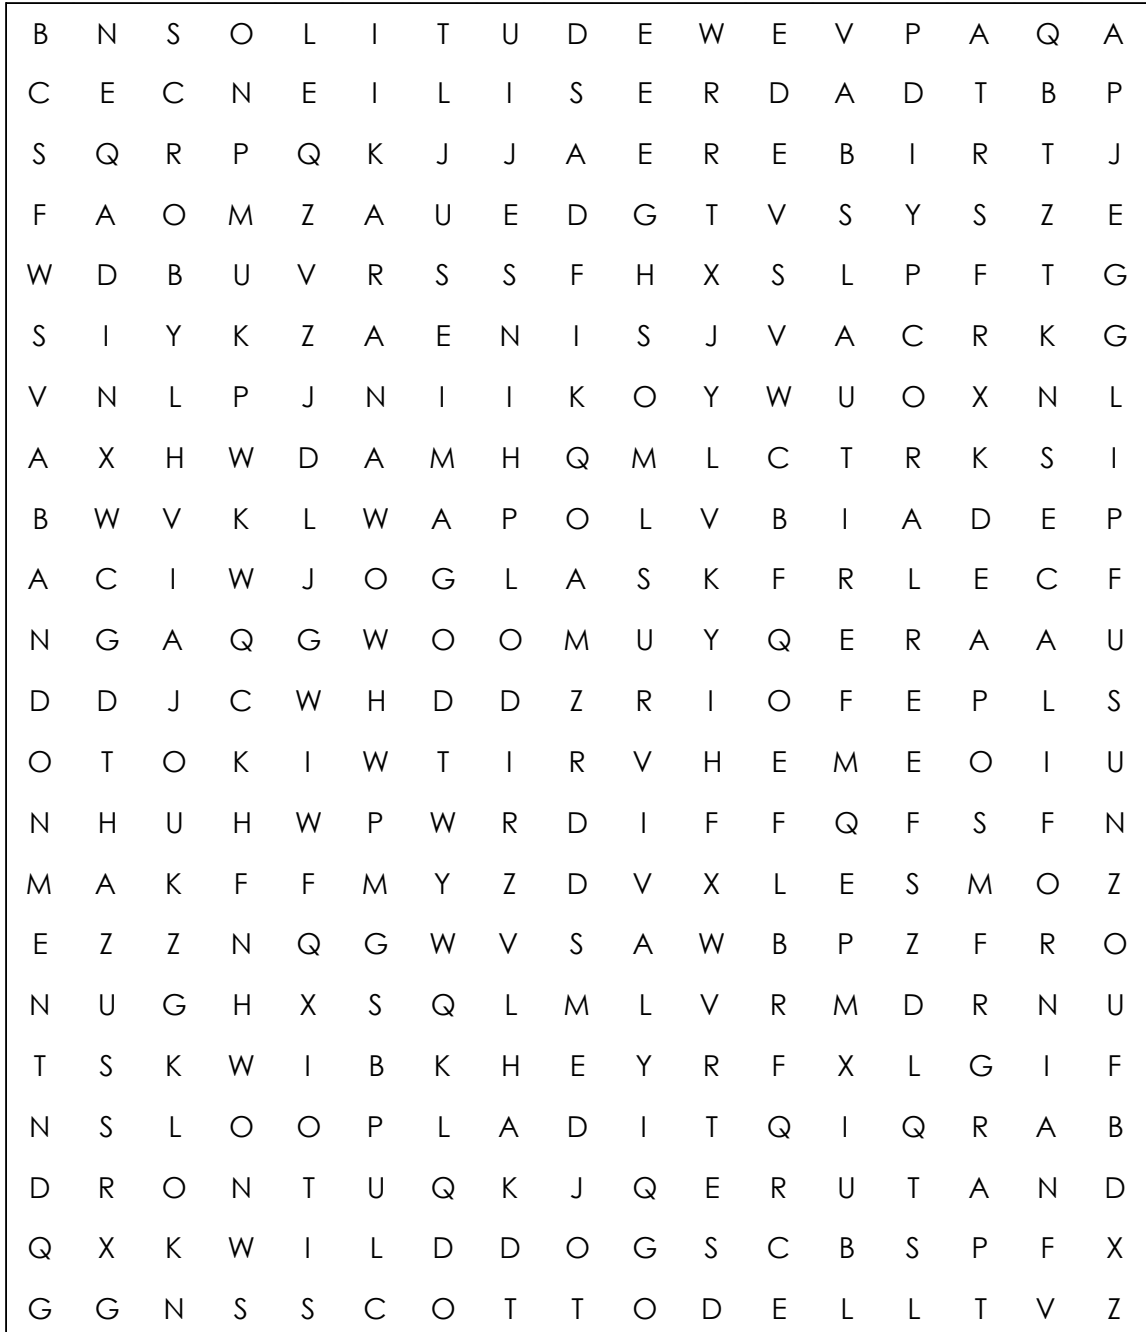 B N S O L I T U D E W E V P A Q A
C E C N E I L I S E R D A D T B P
S Q R P Q K J J A E R E B I R T J
F A O M Z A U E D G T V S Y S Z E
W D B U V R S S F H X S L P F T G
S I Y K Z A E N I S J V A C R K G
V N L P J N I I K O Y W U O X N L
A X H W D A M H Q M L C T R K S I
B W V K L W A P O L V B I A D E P
A C I W J O G L A S K F R L E C F
N G A Q G W O O M U Y Q E R A A U
D D J C W H D D Z R I O F E P L S
O T O K I W T I R V H E M E O I U
N H U H W P W R D I F F Q F S F N
M A K F F M Y Z D V X L E S M O Z
E Z Z N Q G W V S A W B P Z F R O
N U G H X S Q L M L V R M D R N U
T S K W I B K H E Y R F X L G I F
N S L O O P L A D I T Q I Q R A B
D R O N T U Q K J Q E R U T A N D
Q X K W I L D D O G S C B S P F X
G G N S S C O T T O D E L L T V Z